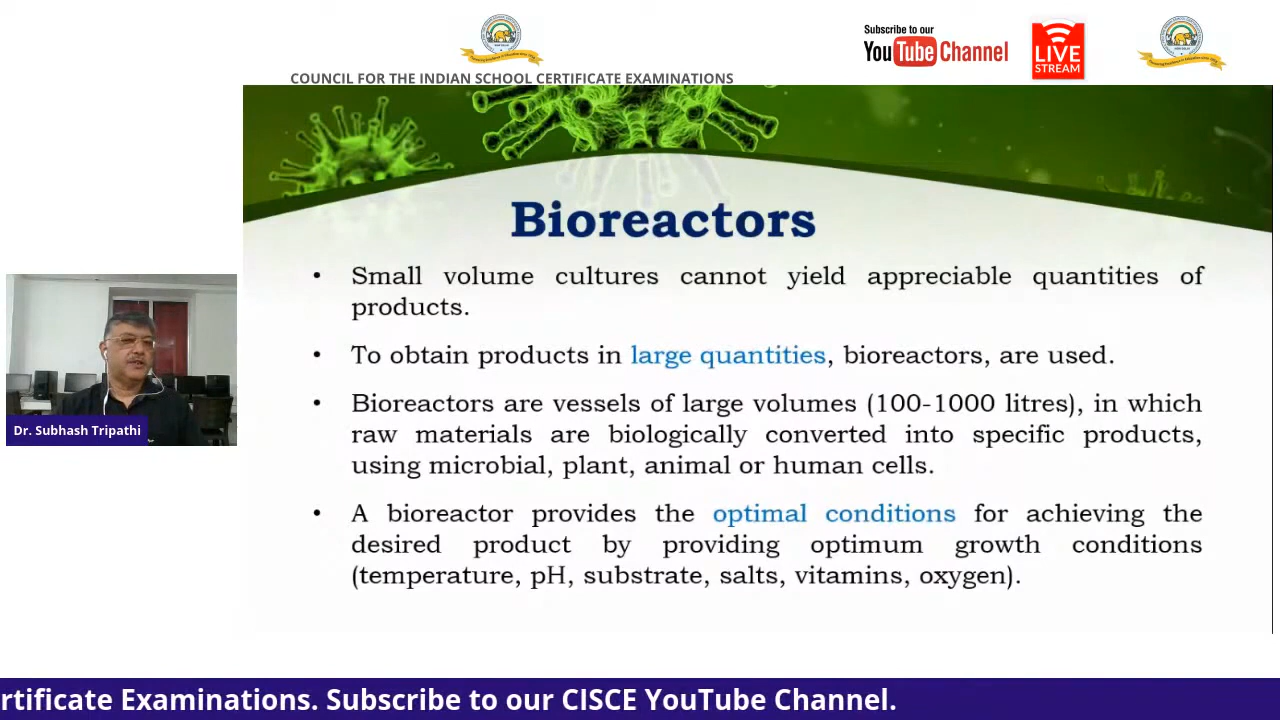 Subscribe to our
YouTube Channel
LIVE
STREAM
COUNCIL FOR THE INDIAN SCHOOL CERTIFICATE EXAMINATIONS
Bioreactors
• Small volume cultures cannot yield appreciable quantities of
products.
• To obtain products in large quantities, bioreactors, are used.
• Bioreactors are vessels of large volumes (100-1000 litres), in which
raw materials are biologically converted into specific products,
using microbial, plant, animal or human cells.
• A bioreactor provides the optimal conditions for achieving the
desired product by providing optimum growth conditions
(temperature, pH, substrate, salts, vitamins, oxygen).
Dr. Subhash Tripathi
rtificate Examinations. Subscribe to our CISCE YouTube Channel.